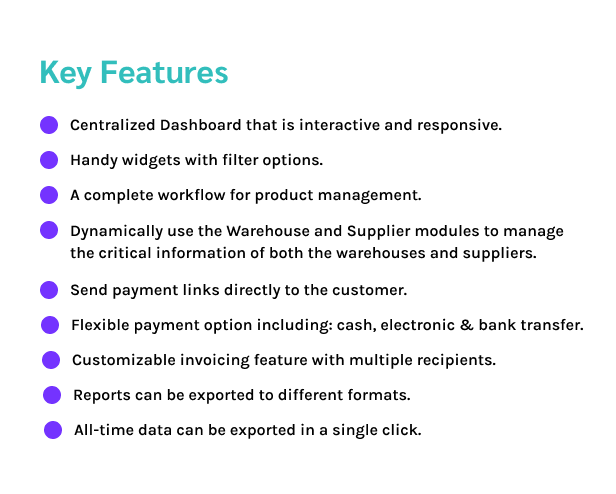 Key Features
Centralized Dashboard that is interactive and responsive.
Handy widgets with filter options.
A complete workflow for product management.
Dynamically use the Warehouse and Supplier modules to manage
the critical information of both the warehouses and suppliers.
Send payment links directly to the customer.
Flexible payment option including: cash, electronic & bank transfer.
Customizable invoicing feature with multiple recipients.
Reports can be exported to different formats.
All-time data can be exported in a single click.